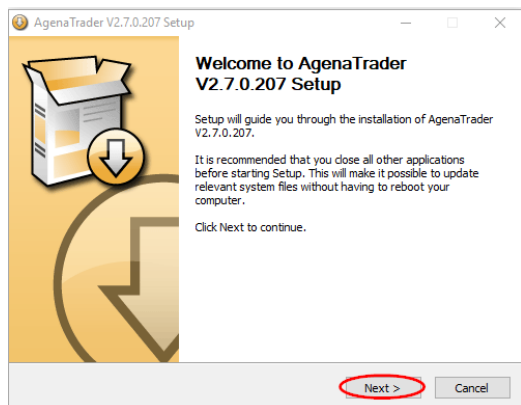 AgenaTrader V2.7.0.207 Setup
Welcome to AgenaTrader
V2.7.0.207 Setup
Setup will guide you through the installation of AgenaTrader
V2.7.0.207.
It is recommended that you close all other applications
before starting Setup. This will make it possible to update
relevant system files without having to reboot your
computer.
Click Next to continue.
Next >
Cancel